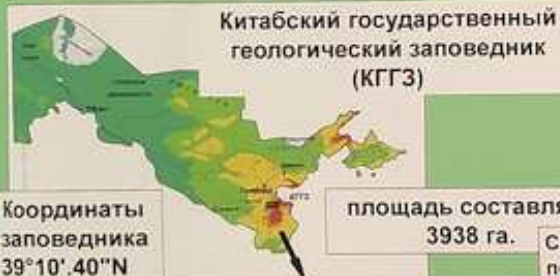 Китабский государственный
геологический заповедник
(КГГЗ)
Координаты
заповедника
39°10'.40"N
площадь составля
3938 га.
С